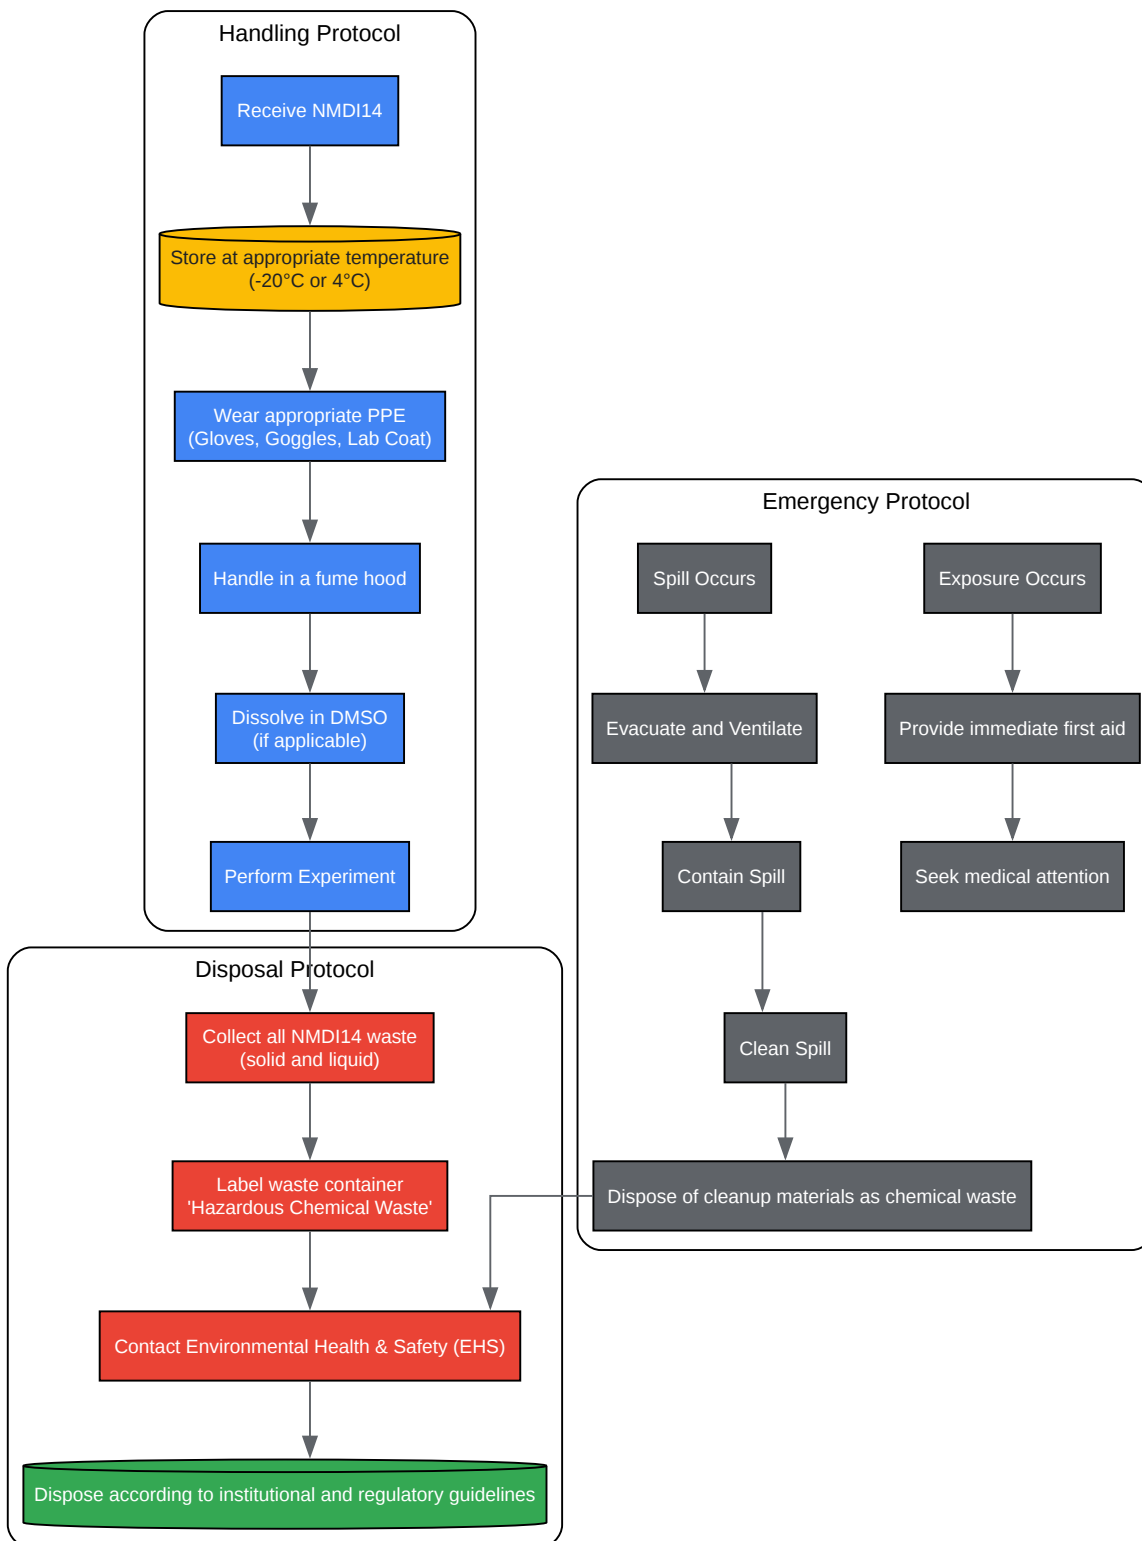 Handling Protocol
Receive NMDI14
Store at appropriate temperature
(-20°C or 4°C)
Wear appropriate PPE
(Gloves, Goggles, Lab Coat)
Handle in a fume hood
Dissolve in DMSO
(if applicable)
Perform Experiment
Disposal Protocol
Collect all NMDI14 waste
(solid and liquid)
Label waste container
'Hazardous Chemical Waste'
Contact Environmental Health & Safety (EHS)
Dispose according to institutional and regulatory guidelines
Emergency Protocol
Spill Occurs
Evacuate and Ventilate
Contain Spill
Clean Spill
Dispose of cleanup materials as chemical waste
Exposure Occurs
Provide immediate first aid
Seek medical attention